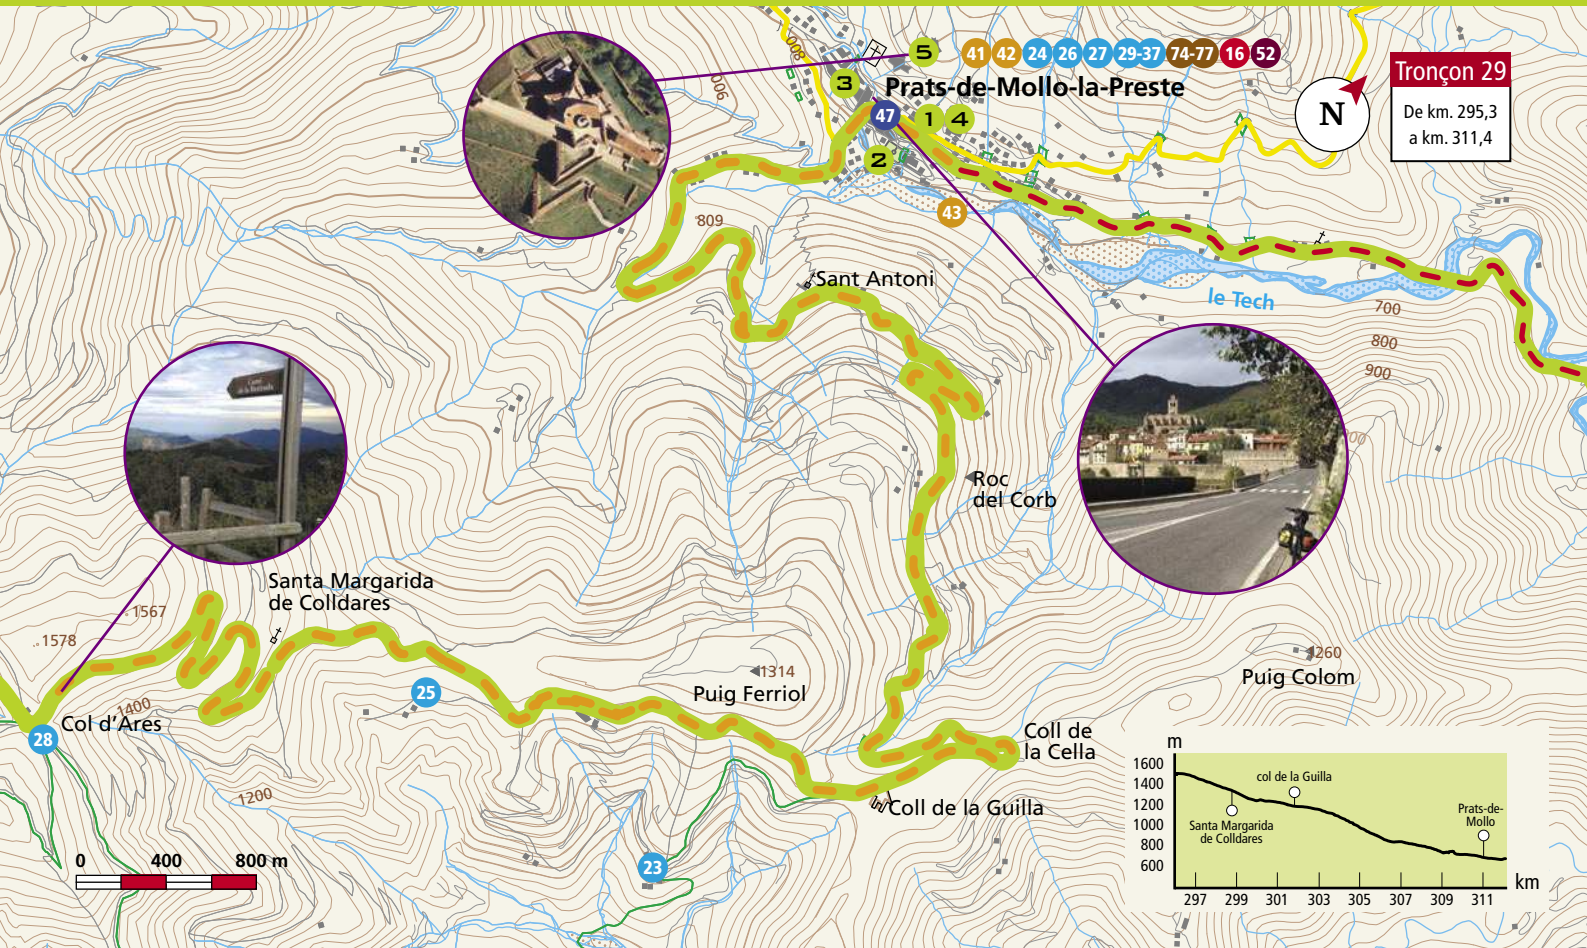 5 41 42 24 26 27 29-37 74-77 16 52
3
Prats-de-Mollo-la-Preste
47 1 4
2
43
800
900
809
Tronçon 29
De km. 295,3
a km. 311,4
N
Sant Antoni
le Tech
700
800
900
Roc
del Corb
Santa Margarida
de Colldares
1567
1578
1400
Col d'Ares
28
25
1314
Puig Ferriol
1260
Puig Colom
Coll de
la Cella
Coll de la Guilla
1200
23
0 400 800 m
m
1600
1400
1200
1000
800
600
col de la Guilla
Santa Margarida
de Colldares
Prats-de-
Mollo
km
297 299 301 303 305 307 309 311